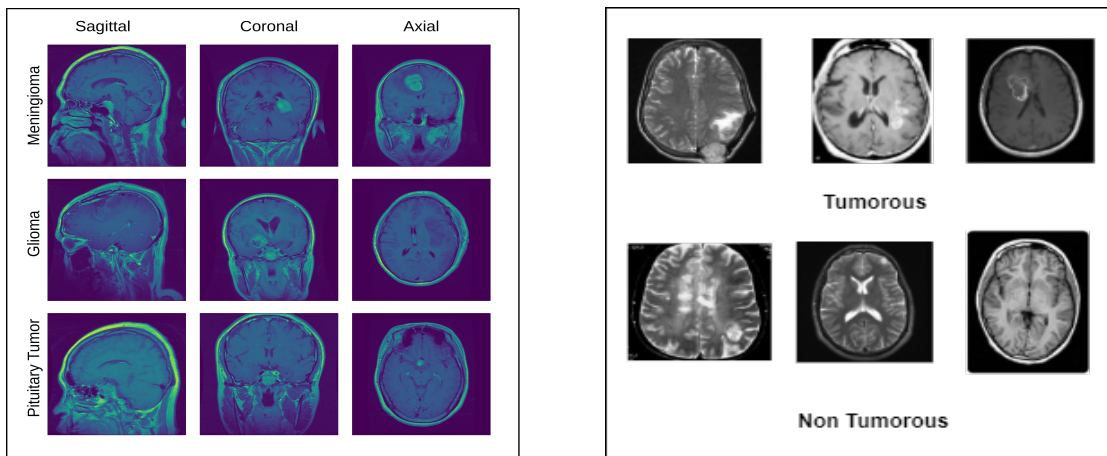 Sagittal Coronal Axial
Meningioma
Glioma
Pituitary Tumor
Tumorous
Non Tumorous